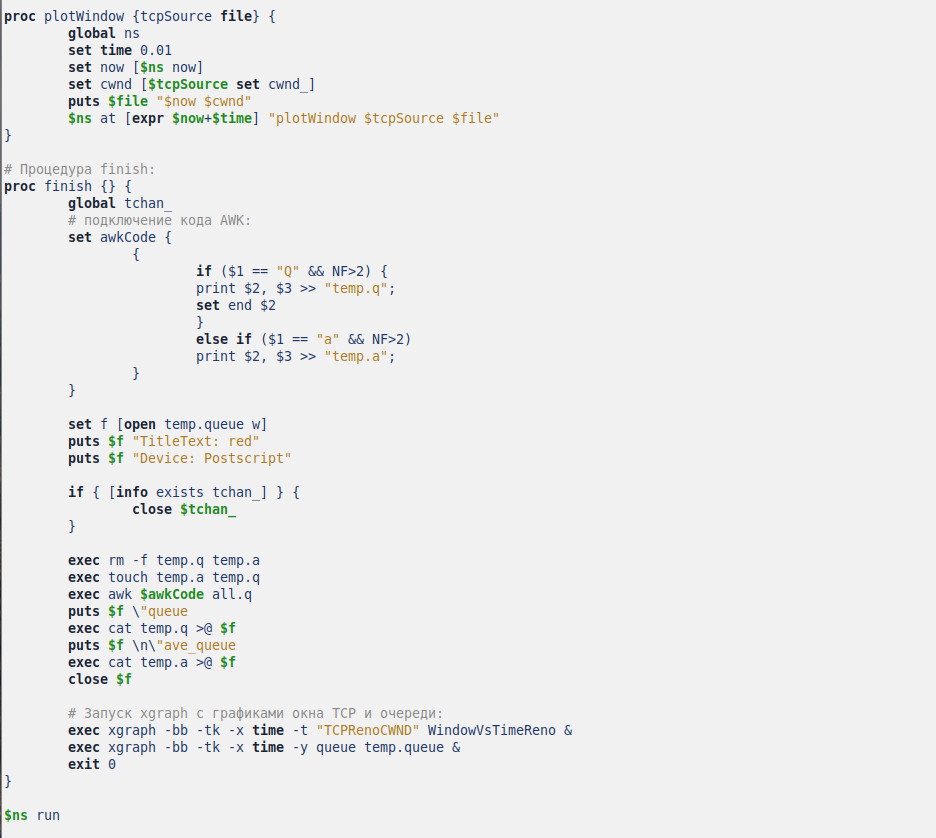 proc plotWindow {tcpSource file} {
        global ns
        set time 0.01
        set now [$ns now]
        set cwnd [$tcpSource set cwnd_]
        puts $file "$now $cwnd"
        $ns at [expr $now+$time] "plotWindow $tcpSource $file"
}

# Процедура finish:
proc finish {} {
        global tchan_
        # подключение кода AWK:
        set awkCode {
                {
                        if ($1 == "Q" && NF>2) {
                        print $2, $3 >> "temp.q";
                        set end $2
                        }
                        else if ($1 == "a" && NF>2)
                        print $2, $3 >> "temp.a";
                }
        }

        set f [open temp.queue w]
        puts $f "TitleText: red"
        puts $f "Device: Postscript"

        if { [info exists tchan_] } {
                close $tchan_
        }

        exec rm -f temp.q temp.a
        exec touch temp.a temp.q
        exec awk $awkCode all.q
        puts $f \"queue
        exec cat temp.q >@ $f
        puts $f \n\"ave_queue
        exec cat temp.a >@ $f
        close $f

        # Запуск xgraph с графиками окна TCP и очереди:
        exec xgraph -bb -tk -x time -t "TCPRenoCWND" WindowVsTimeReno &
        exec xgraph -bb -tk -x time -y queue temp.queue &
        exit 0
}

$ns run